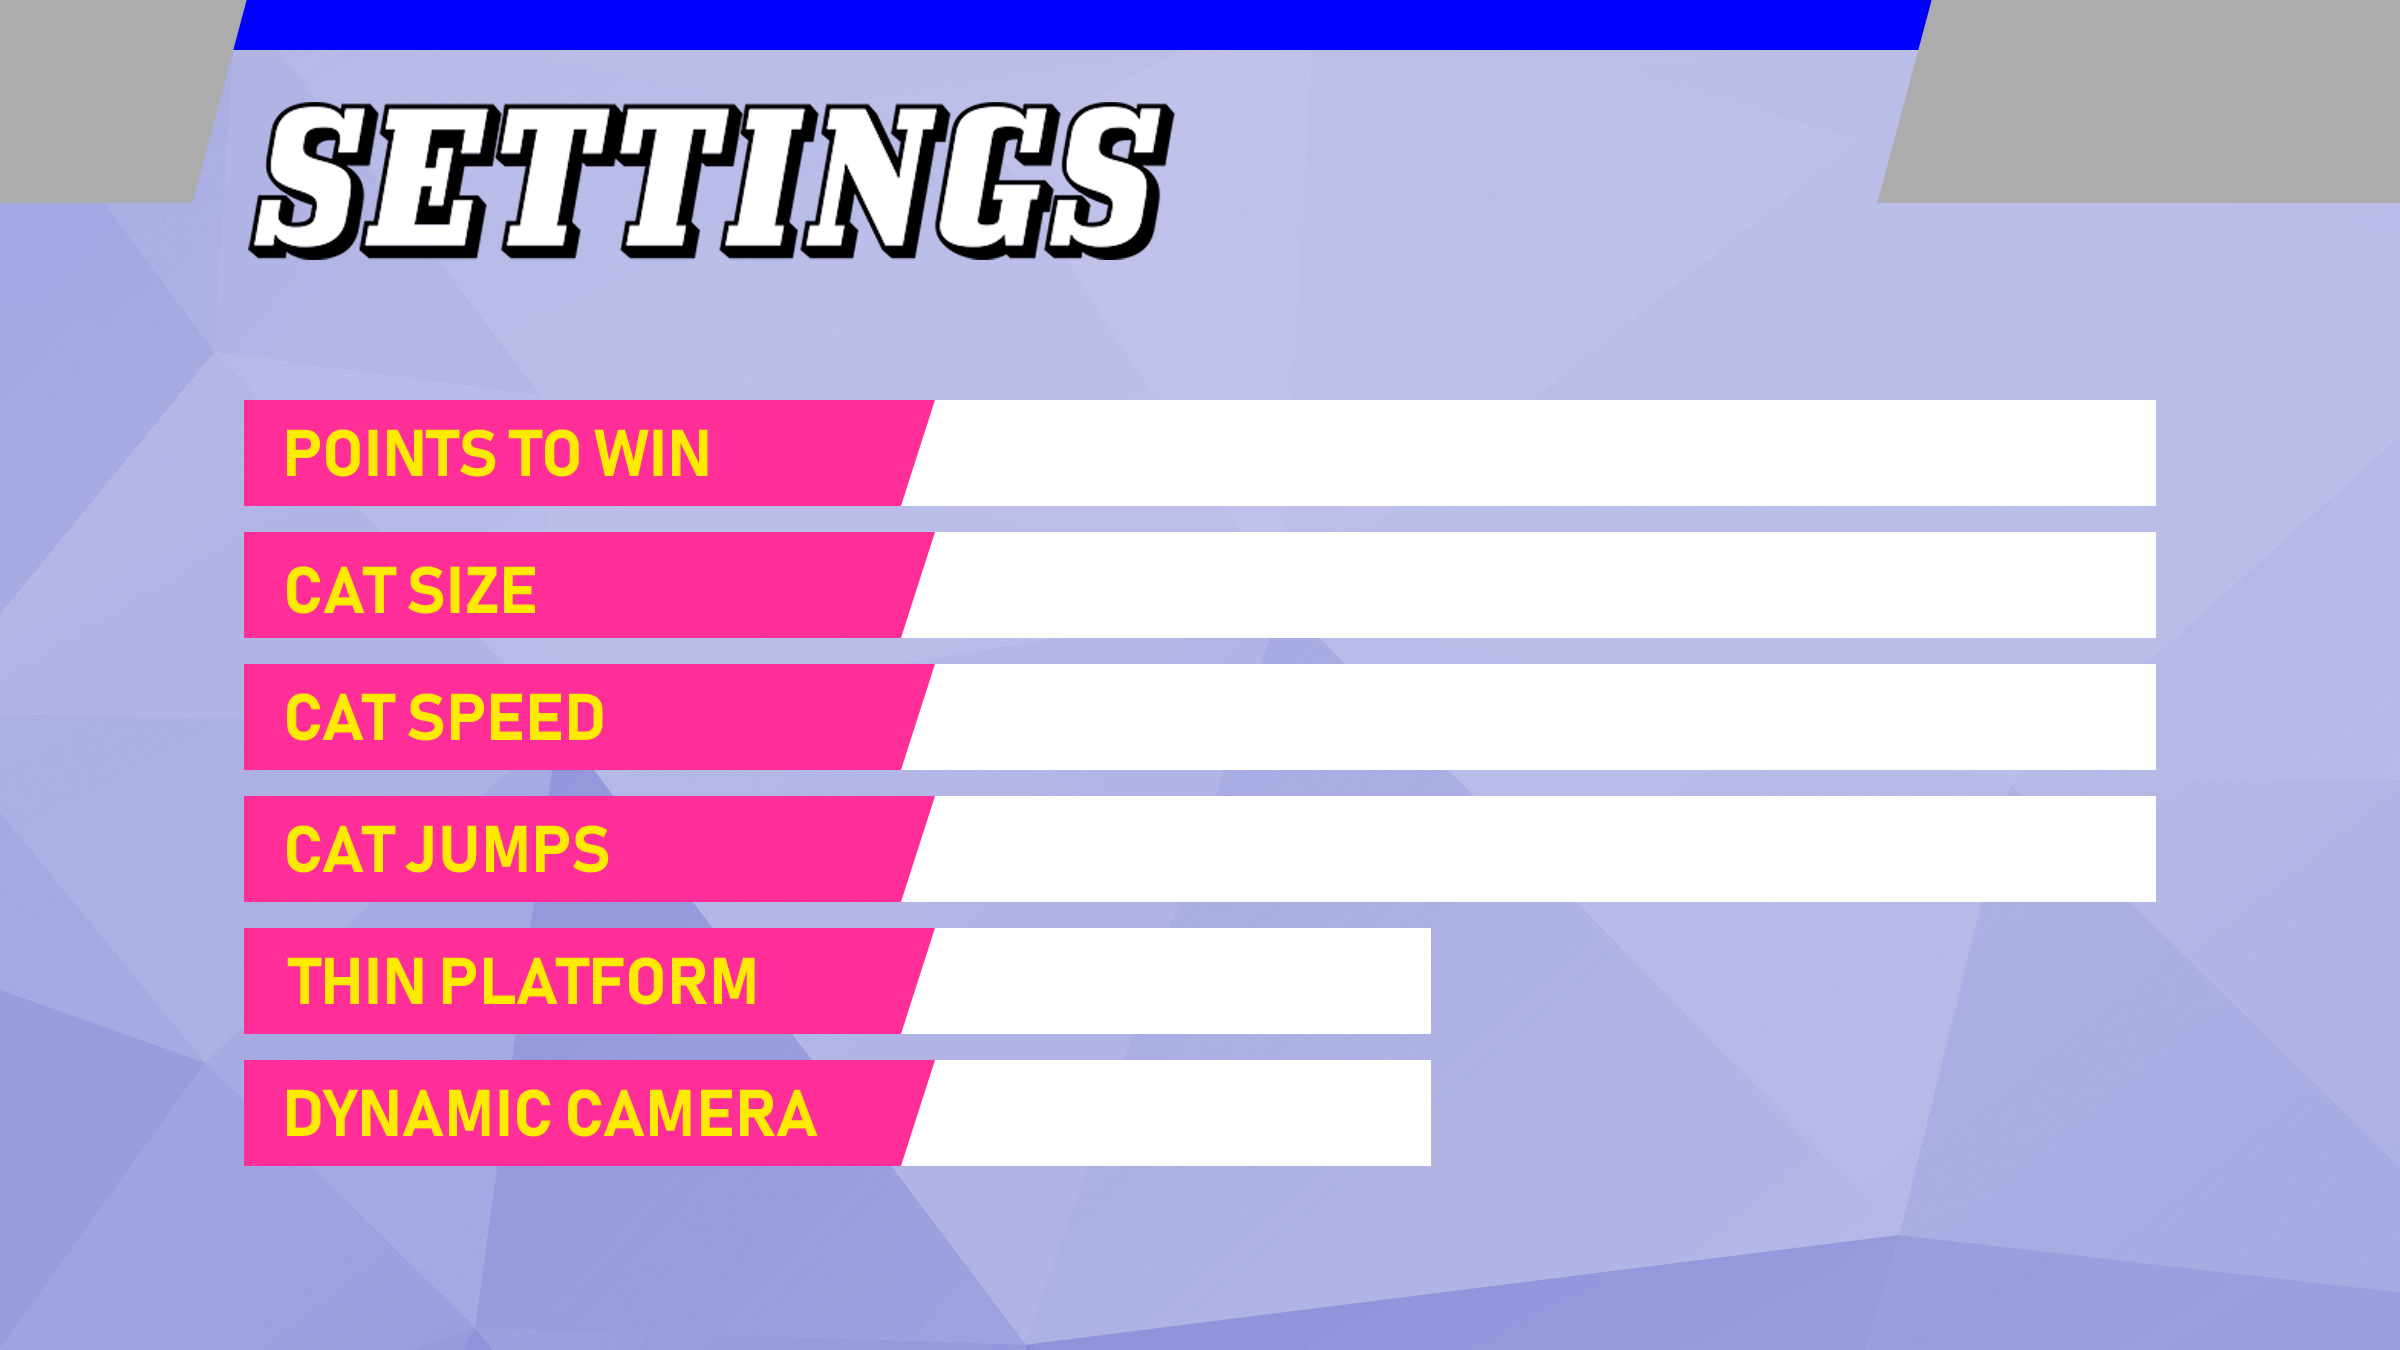 SETTINGS
POINTS TO WIN
CAT SIZE
CAT SPEED
CAT JUMPS
THIN PLATFORM
DYNAMIC CAMERA